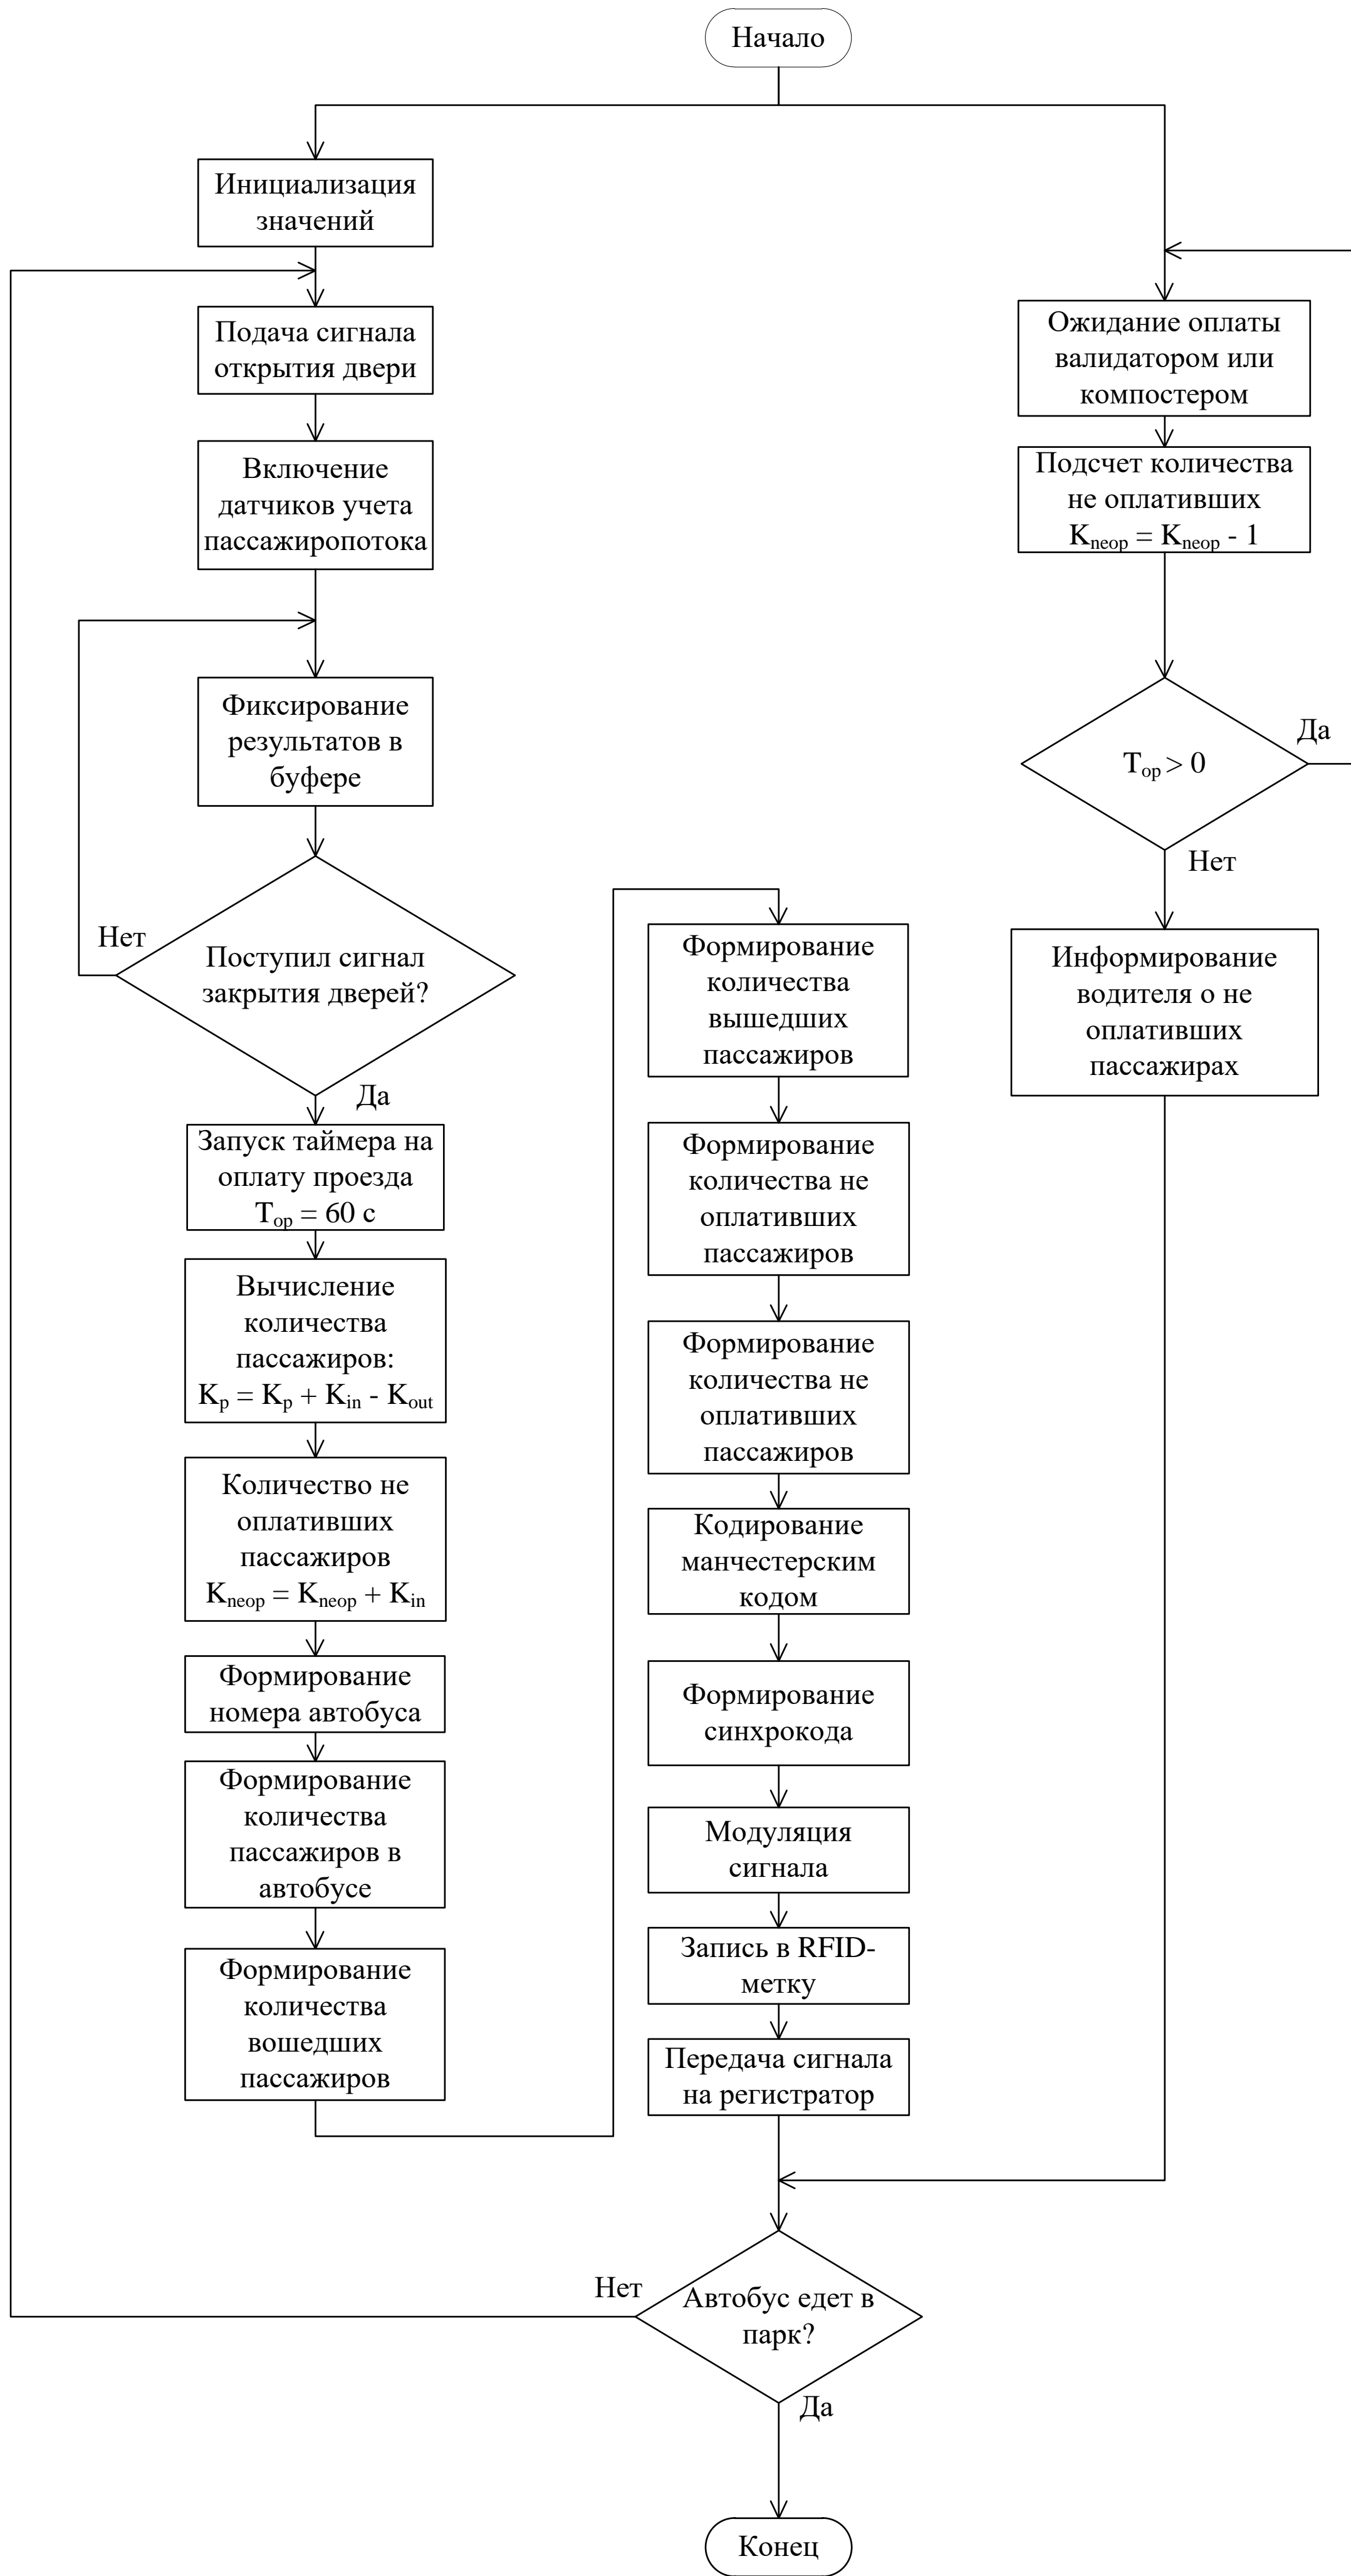 Начало
Инициализация
значений
Подача сигнала
открытия двери
Включение
датчиков учета
пассажиропотока
Фиксирование
результатов в
буфере
Нет
Поступил сигнал
закрытия дверей?
Да
Запуск таймера на
оплату проезда
Top = 60 с
Вычисление
количества
пассажиров:
Kp = Kp + Kin - Kout
Количество не
оплативших
пассажиров
Kneop = Kneop + Kin
Формирование
номера автобуса
Формирование
количества
пассажиров в
автобусе
Формирование
количества
вошедших
пассажиров
Формирование
количества
вышедших
пассажиров
Формирование
количества не
оплативших
пассажиров
Формирование
количества не
оплативших
пассажиров
Кодирование
манчестерским
кодом
Формирование
синхрокода
Модуляция
сигнала
Запись в RFID-
метку
Передача сигнала
на регистратор
Ожидание оплаты
валидатором или
компостером
Подсчет количества
не оплативших
Kneop = Kneop - 1
Да
Top > 0
Нет
Информирование
водителя о не
оплативших
пассажирах
Нет
Автобус едет в
парк?
Да
Конец